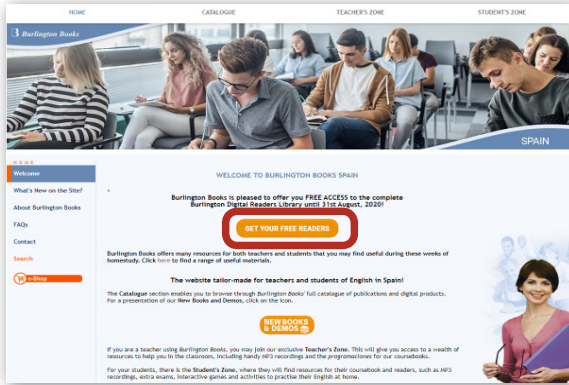 HOME CATALOGUE TEACHER'S ZONE STUDENT'S ZONE
B Burlington Books
SPAIN
HOME
Welcome
What's New on the Site?
About Burlington Books
FAQs
Contact
Search
e-Shop
WELCOME TO BURLINGTON BOOKS SPAIN
<
Burlington Books is pleased to offer you FREE ACCESS to the complete
Burlington Digital Readers Library until 31st August, 2020!
GET YOUR FREE READERS
Burlington Books offers many resources for both teachers and students that you may find useful during these weeks of
homestudy. Click here to find a range of useful materials.
The website tailor-made for teachers and students of English in Spain!
The Catalogue section enables you to browse through Burlington Books' full catalogue of publications and digital products.
For a presentation of our New Books and Demos, click on the icon.
NEW BOOKS
& DEMOS
If you are a teacher using Burlington Books, you may join our exclusive Teacher's Zone. This will give you access to a wealth of
resources to help you in the classroom, including handy MP3 recordings and the programaciones for our coursebooks.
For your students, there is the Student's Zone, where they will find resources for their coursebook and readers, such as MP3
recordings, extra exams, interactive games and activities to practise their English at home.